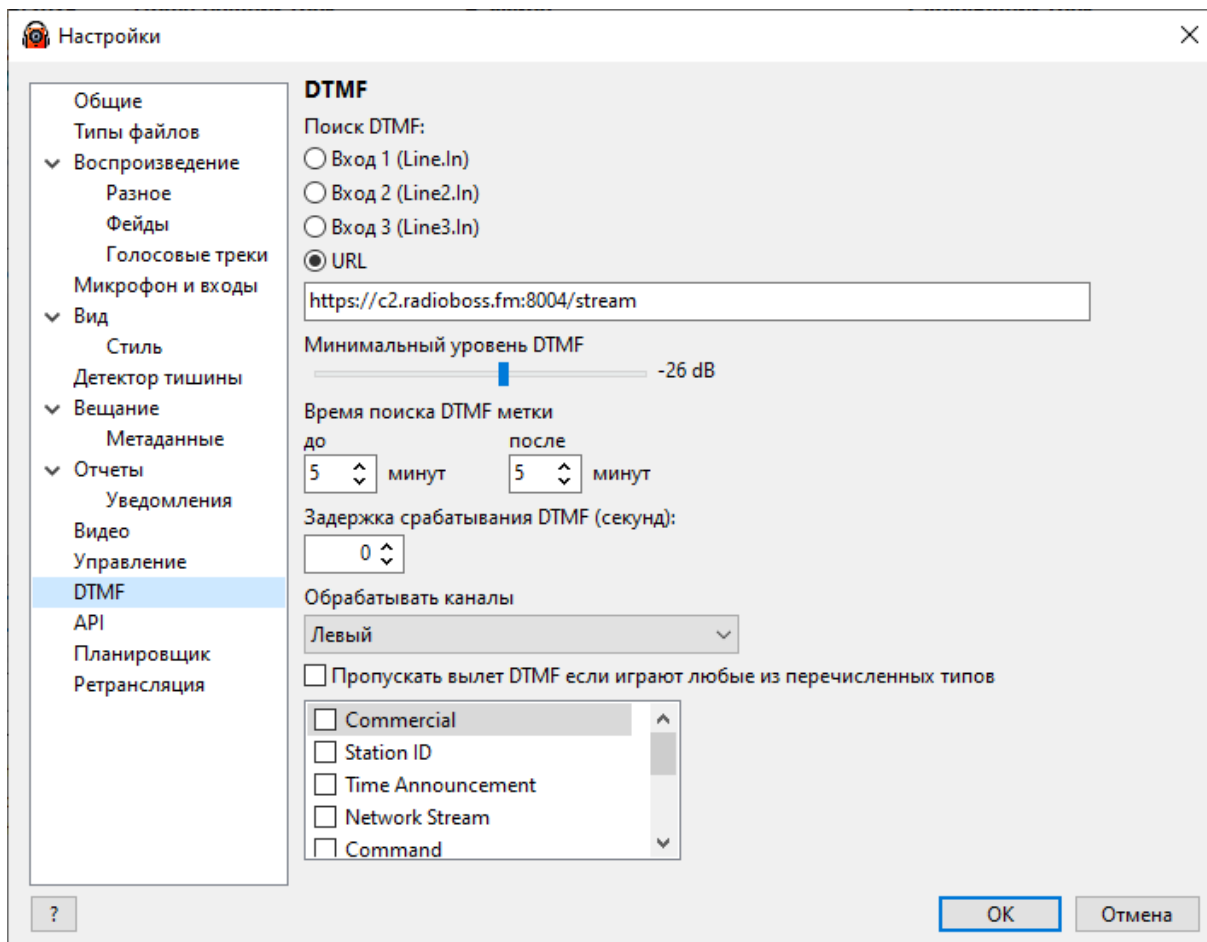 Настройки
Общие
Типы файлов
Воспроизведение
Разное
Фейды
Голосовые треки
Микрофон и входы
Вид
Стиль
Детектор тишины
Вещание
Метаданные
Отчеты
Уведомления
Видео
Управление
DTMF
API
Планировщик
Ретрансляция
DTMF
Поиск DTMF:
Вход 1 (Line.In)
Вход 2 (Line2.In)
Вход 3 (Line3.In)
URL
https://c2.radioboss.fm:8004/stream
Минимальный уровень DTMF
-26 dB
Время поиска DTMF метки
до после
5 минут 5 минут
Задержка срабатывания DTMF (секунд):
0
Обрабатывать каналы
Левый
Пропускать вылет DTMF если играют любые из перечисленных типов
Commercial
Station ID
Time Announcement
Network Stream
Command
? OK Отмена